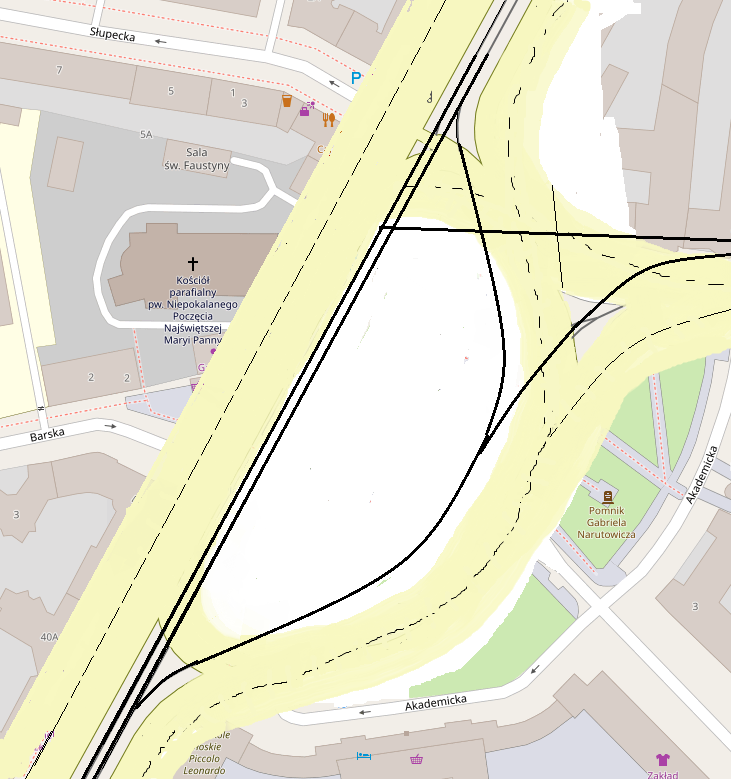 Słupecka
P
7
5
1
3
5A
Sala
św. Faustyny
Kościół
parafialny
pw. Niepokalanego
Poczęcia
Najświętszej
Maryi Panny
2
2
Barska
3
40A
Pomnik
Gabriela
Narutowicza
Akademicka
3
Akademicka
Piccolo
Leonardo
Zakład